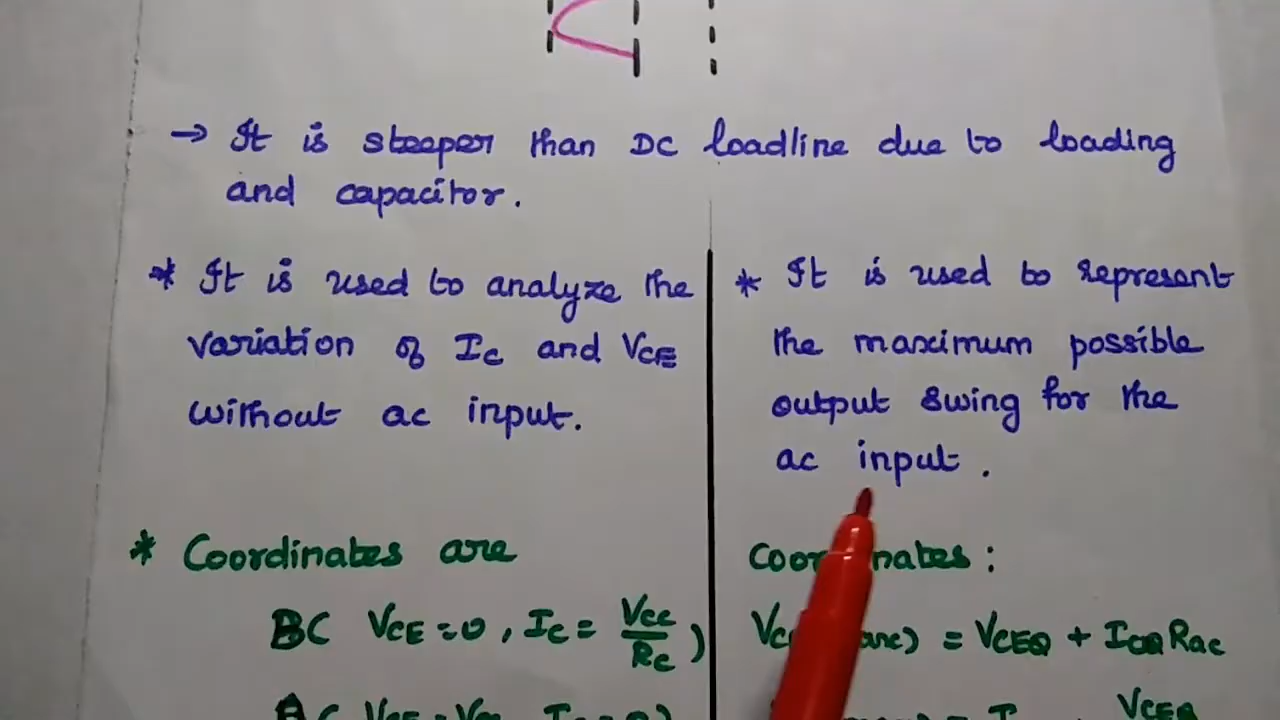 → It is steeper than DC loadline due to loading
and capacitor.
* It is used to analyze the
variation of IC and VCE
without ac input.
* Coordinates are
BC VCE = 0, IC = VCC/RC)
* It is used to represent
the maximum possible
output swing for the
ac input.
Coordinates:
= VCEQ + ICQ Rac
VCEQ